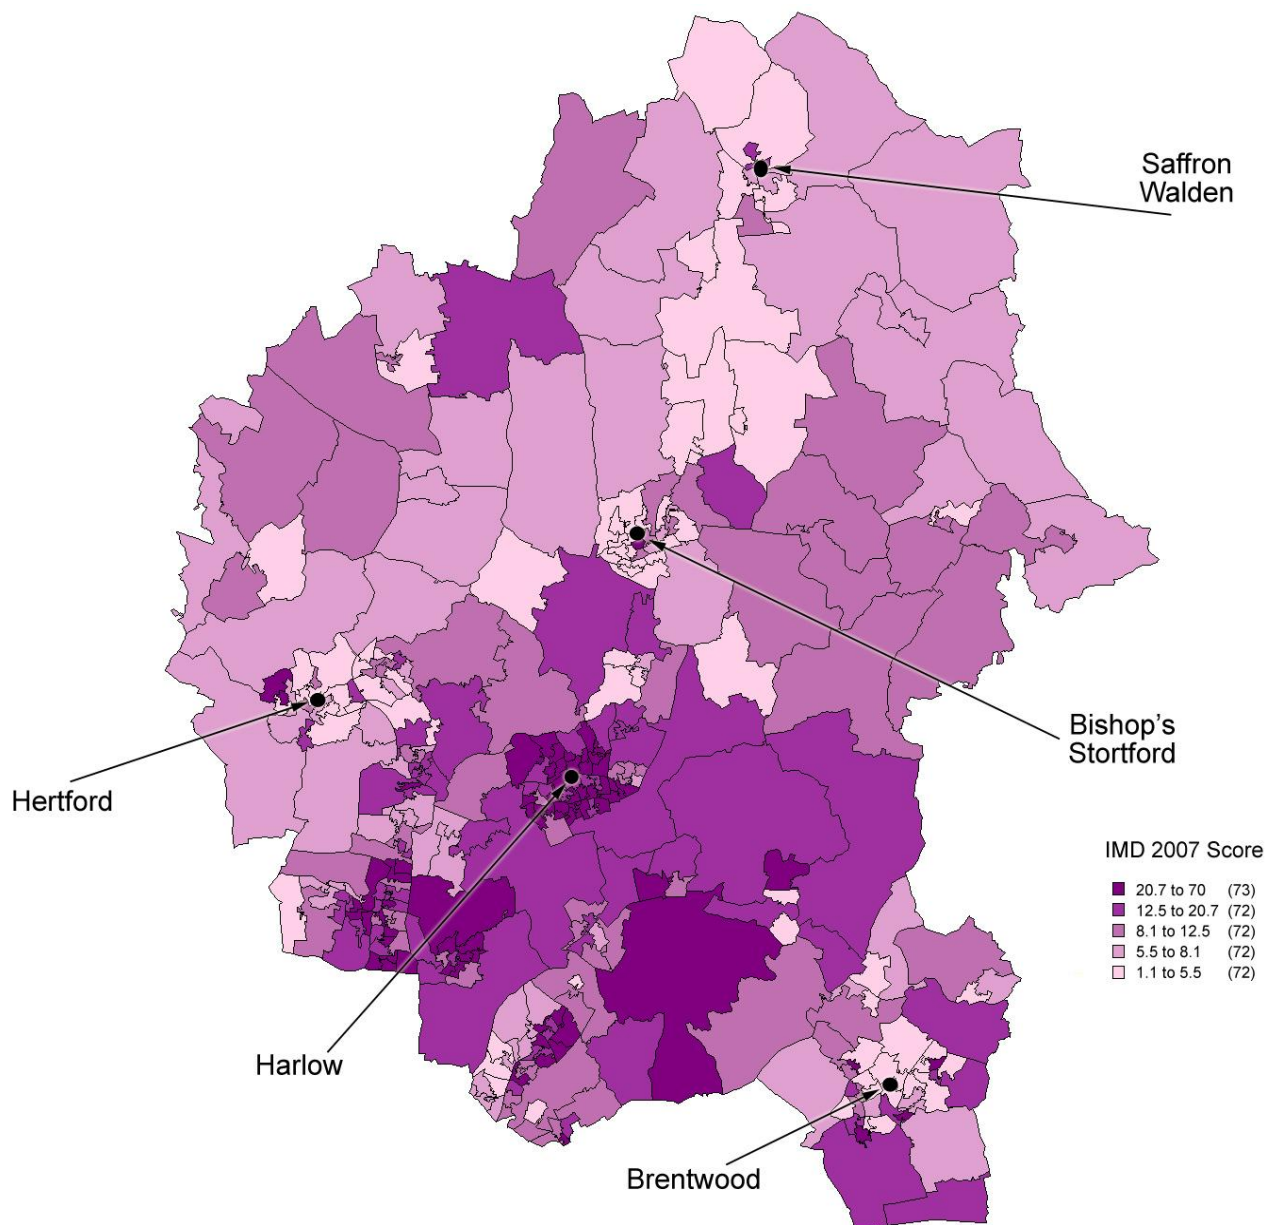 Saffron
Walden
Bishop's
Stortford
Hertford
IMD 2007 Score
20.7 to 70 (73)
12.5 to 20.7 (72)
8.1 to 12.5 (72)
5.5 to 8.1 (72)
1.1 to 5.5 (72)
Harlow
Brentwood